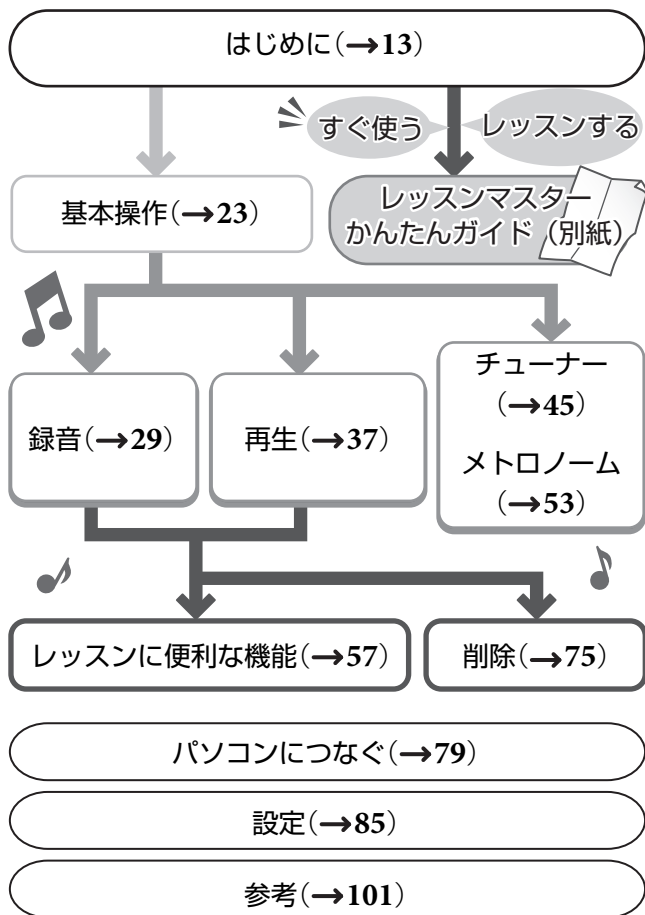 はじめに(→13)
すぐ使う
レッスンする
基本操作(→23)
レッスンマスター
かんたんガイド(別紙)
録音(→29)
再生(→37)
チューナー
(→45)
メトロノーム
(→53)
レッスンに便利な機能(→57)
削除(→75)
パソコンにつなぐ(→79)
設定(→85)
参考(→101)